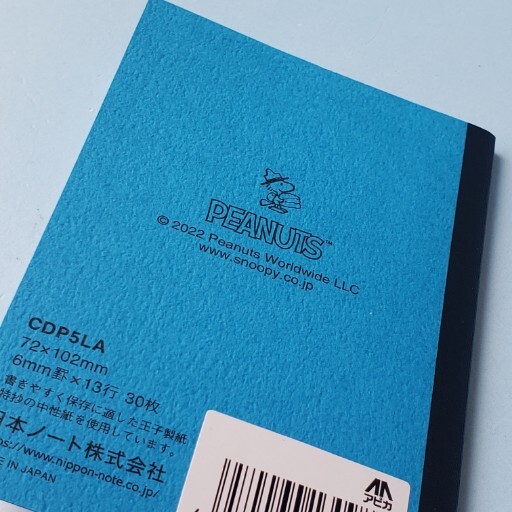 PEANUTS™
© 2022 Peanuts Worldwide LLC
www.snoopy.co.jp
CDP5LA
72×102mm
6mm罫×13行 30枚
書きやすく保存に適した王子製紙
特抄の中性紙を使用しています。
日本ノート株式会社
https://www.nippon-note.co.jp/
MADE IN JAPAN
アピカ